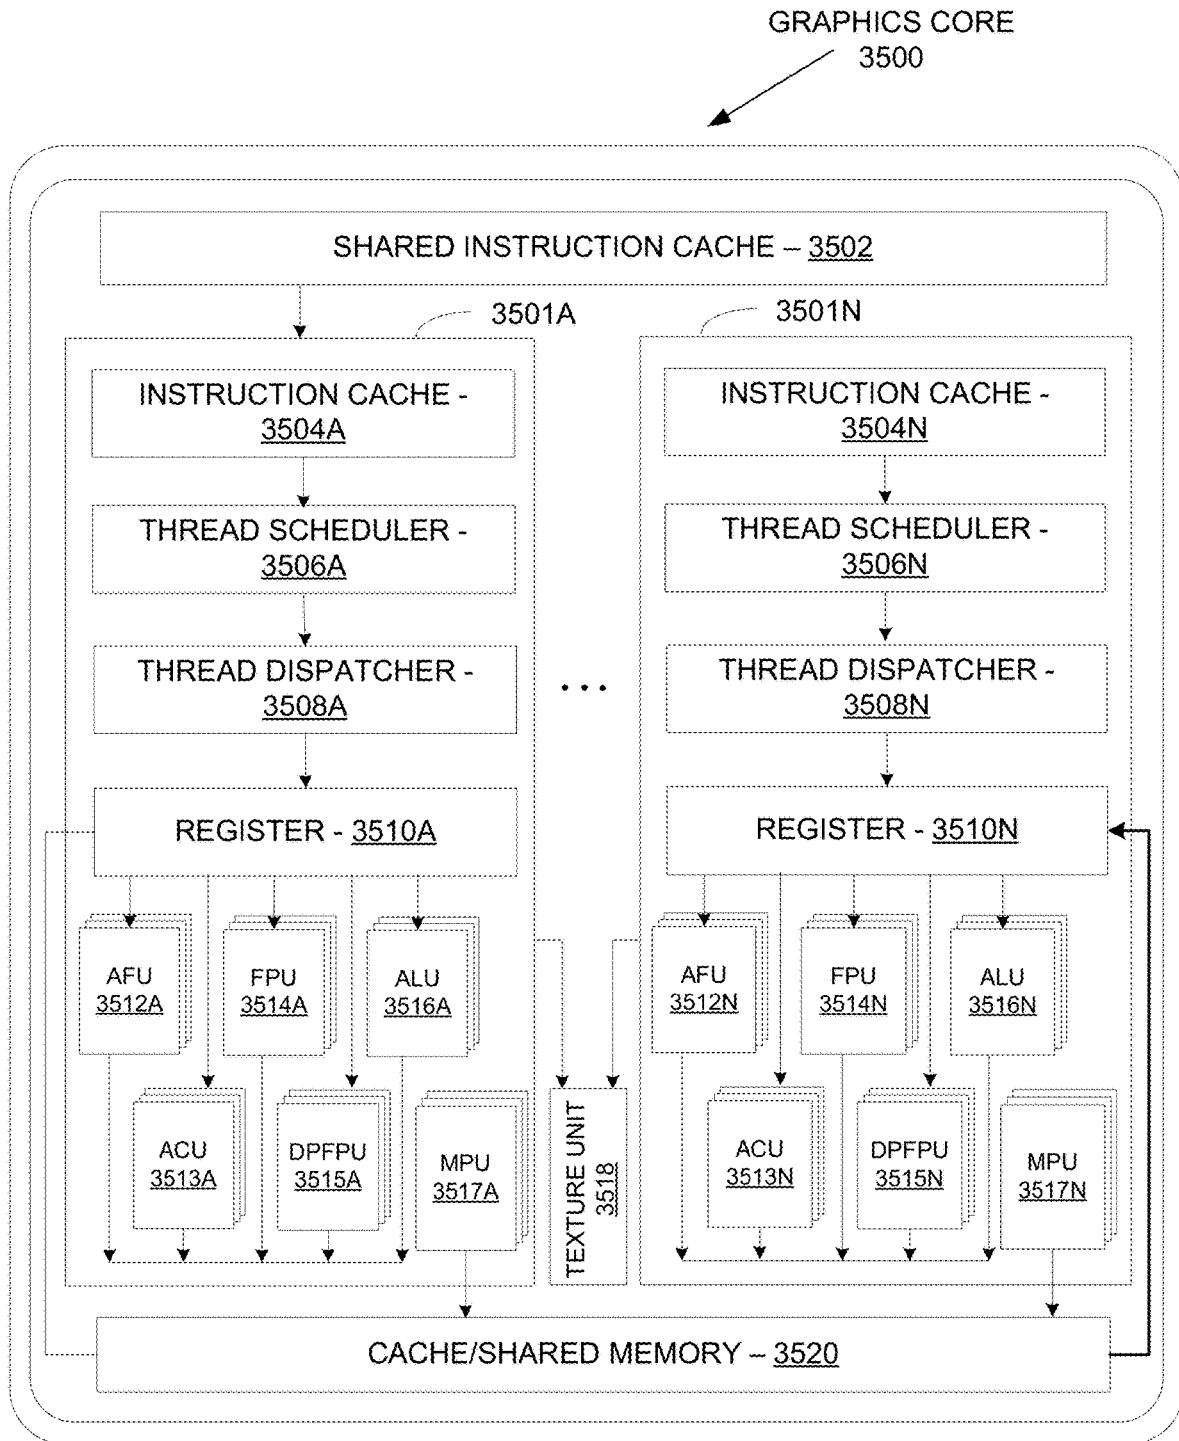 GRAPHICS CORE
3500
SHARED INSTRUCTION CACHE – 3502
3501A
INSTRUCTION CACHE -
3504A
THREAD SCHEDULER -
3506A
THREAD DISPATCHER -
3508A
REGISTER - 3510A
AFU
3512A
FPU
3514A
ALU
3516A
ACU
3513A
DPFPU
3515A
MPU
3517A
...
TEXTURE UNIT
3518
3501N
INSTRUCTION CACHE -
3504N
THREAD SCHEDULER -
3506N
THREAD DISPATCHER -
3508N
REGISTER - 3510N
AFU
3512N
FPU
3514N
ALU
3516N
ACU
3513N
DPFPU
3515N
MPU
3517N
CACHE/SHARED MEMORY – 3520